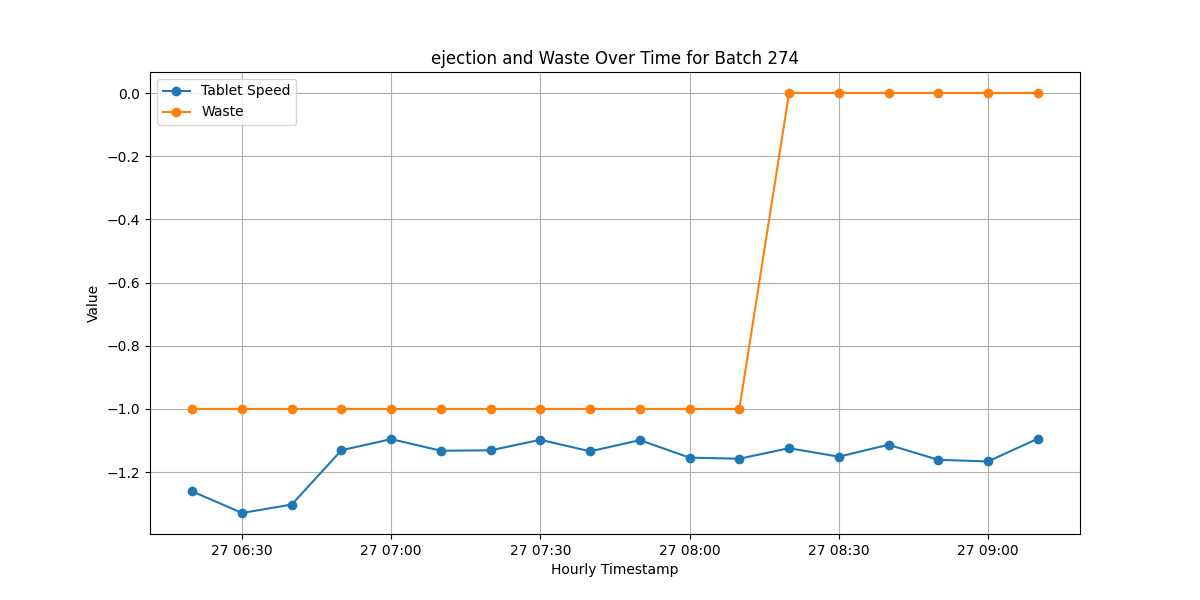 ejection and Waste Over Time for Batch 274
Tablet Speed
Waste
0.0
−0.2
−0.4
−0.6
−0.8
−1.0
−1.2
Value
27 06:30
27 07:00
27 07:30
27 08:00
27 08:30
27 09:00
Hourly Timestamp